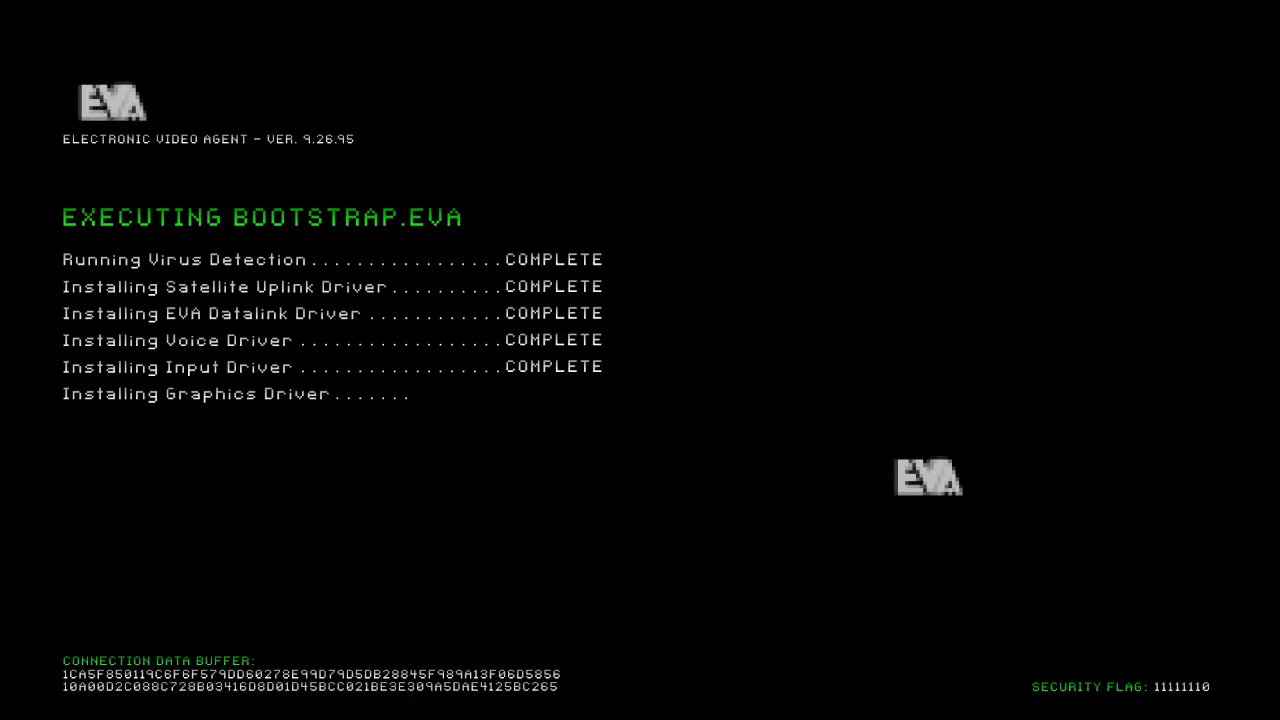 EVA
ELECTRONIC VIDEO AGENT - VER. 9.26.95
EXECUTING BOOTSTRAP.EVA
Running Virus Detection.................COMPLETE
Installing Satellite Uplink Driver..........COMPLETE
Installing EVA Datalink Driver ............COMPLETE
Installing Voice Driver ..................COMPLETE
Installing Input Driver ..................COMPLETE
Installing Graphics Driver.......
EVA
CONNECTION DATA BUFFER:
1CA5F850119C6F6F579DD60278E99D79D5DB28845F989A13F06D5856
10A00D2C088C728B03416D8D01D45BCC021BE3E309A5DAE4125BC265
SECURITY FLAG: 11111110